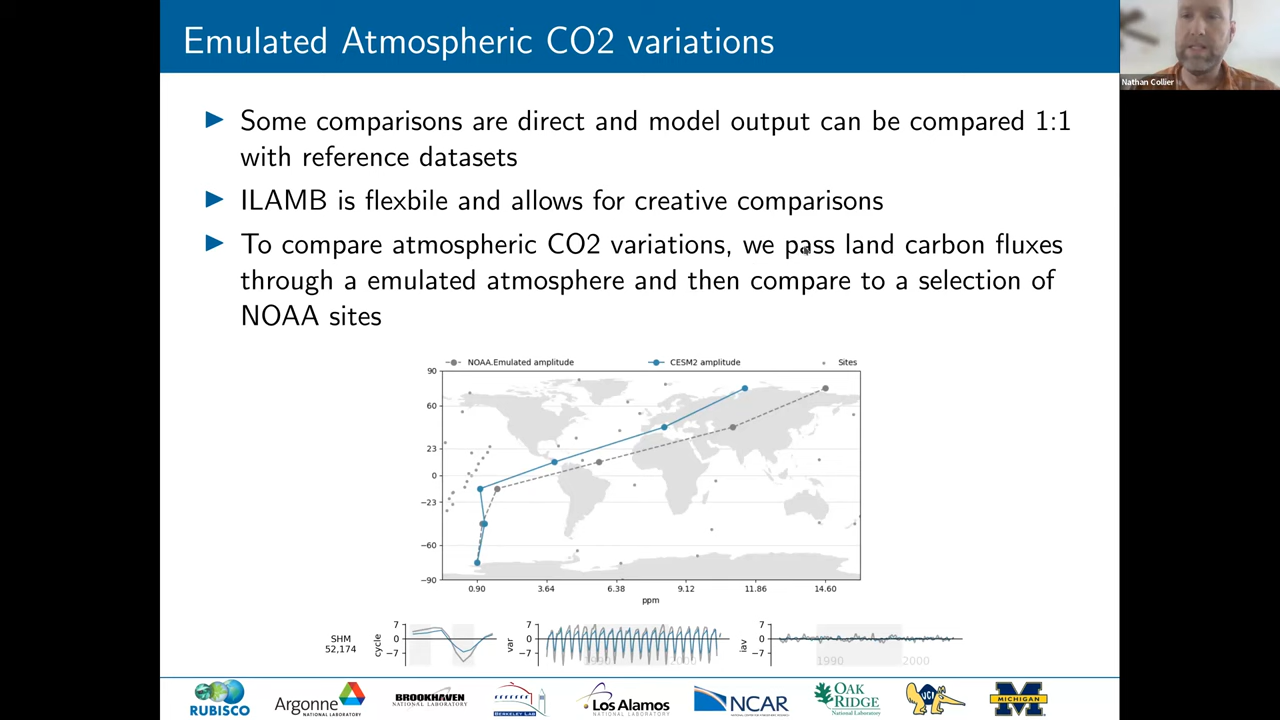 Emulated Atmospheric CO2 variations
Nathan Collier
Some comparisons are direct and model output can be compared 1:1
with reference datasets
ILAMB is flexbile and allows for creative comparisons
To compare atmospheric CO2 variations, we pass land carbon fluxes
through a emulated atmosphere and then compare to a selection of
NOAA sites
NOAA.Emulated amplitude CESM2 amplitude Sites
90
60
23
0
−23
−60
−90
0.90 3.64 6.38 9.12 11.86 14.60
ppm
SHM
52,174
cycle
7
0
−7
var
7
0
−7
1990 2000
iav
7
0
−7
1990 2000
RUBISCO
Argonne
NATIONAL LABORATORY
BROOKHAVEN
NATIONAL LABORATORY
BERKELEY LAB
Los Alamos
NATIONAL LABORATORY
NCAR
OAK
RIDGE
National Laboratory
UCI
M
MICHIGAN